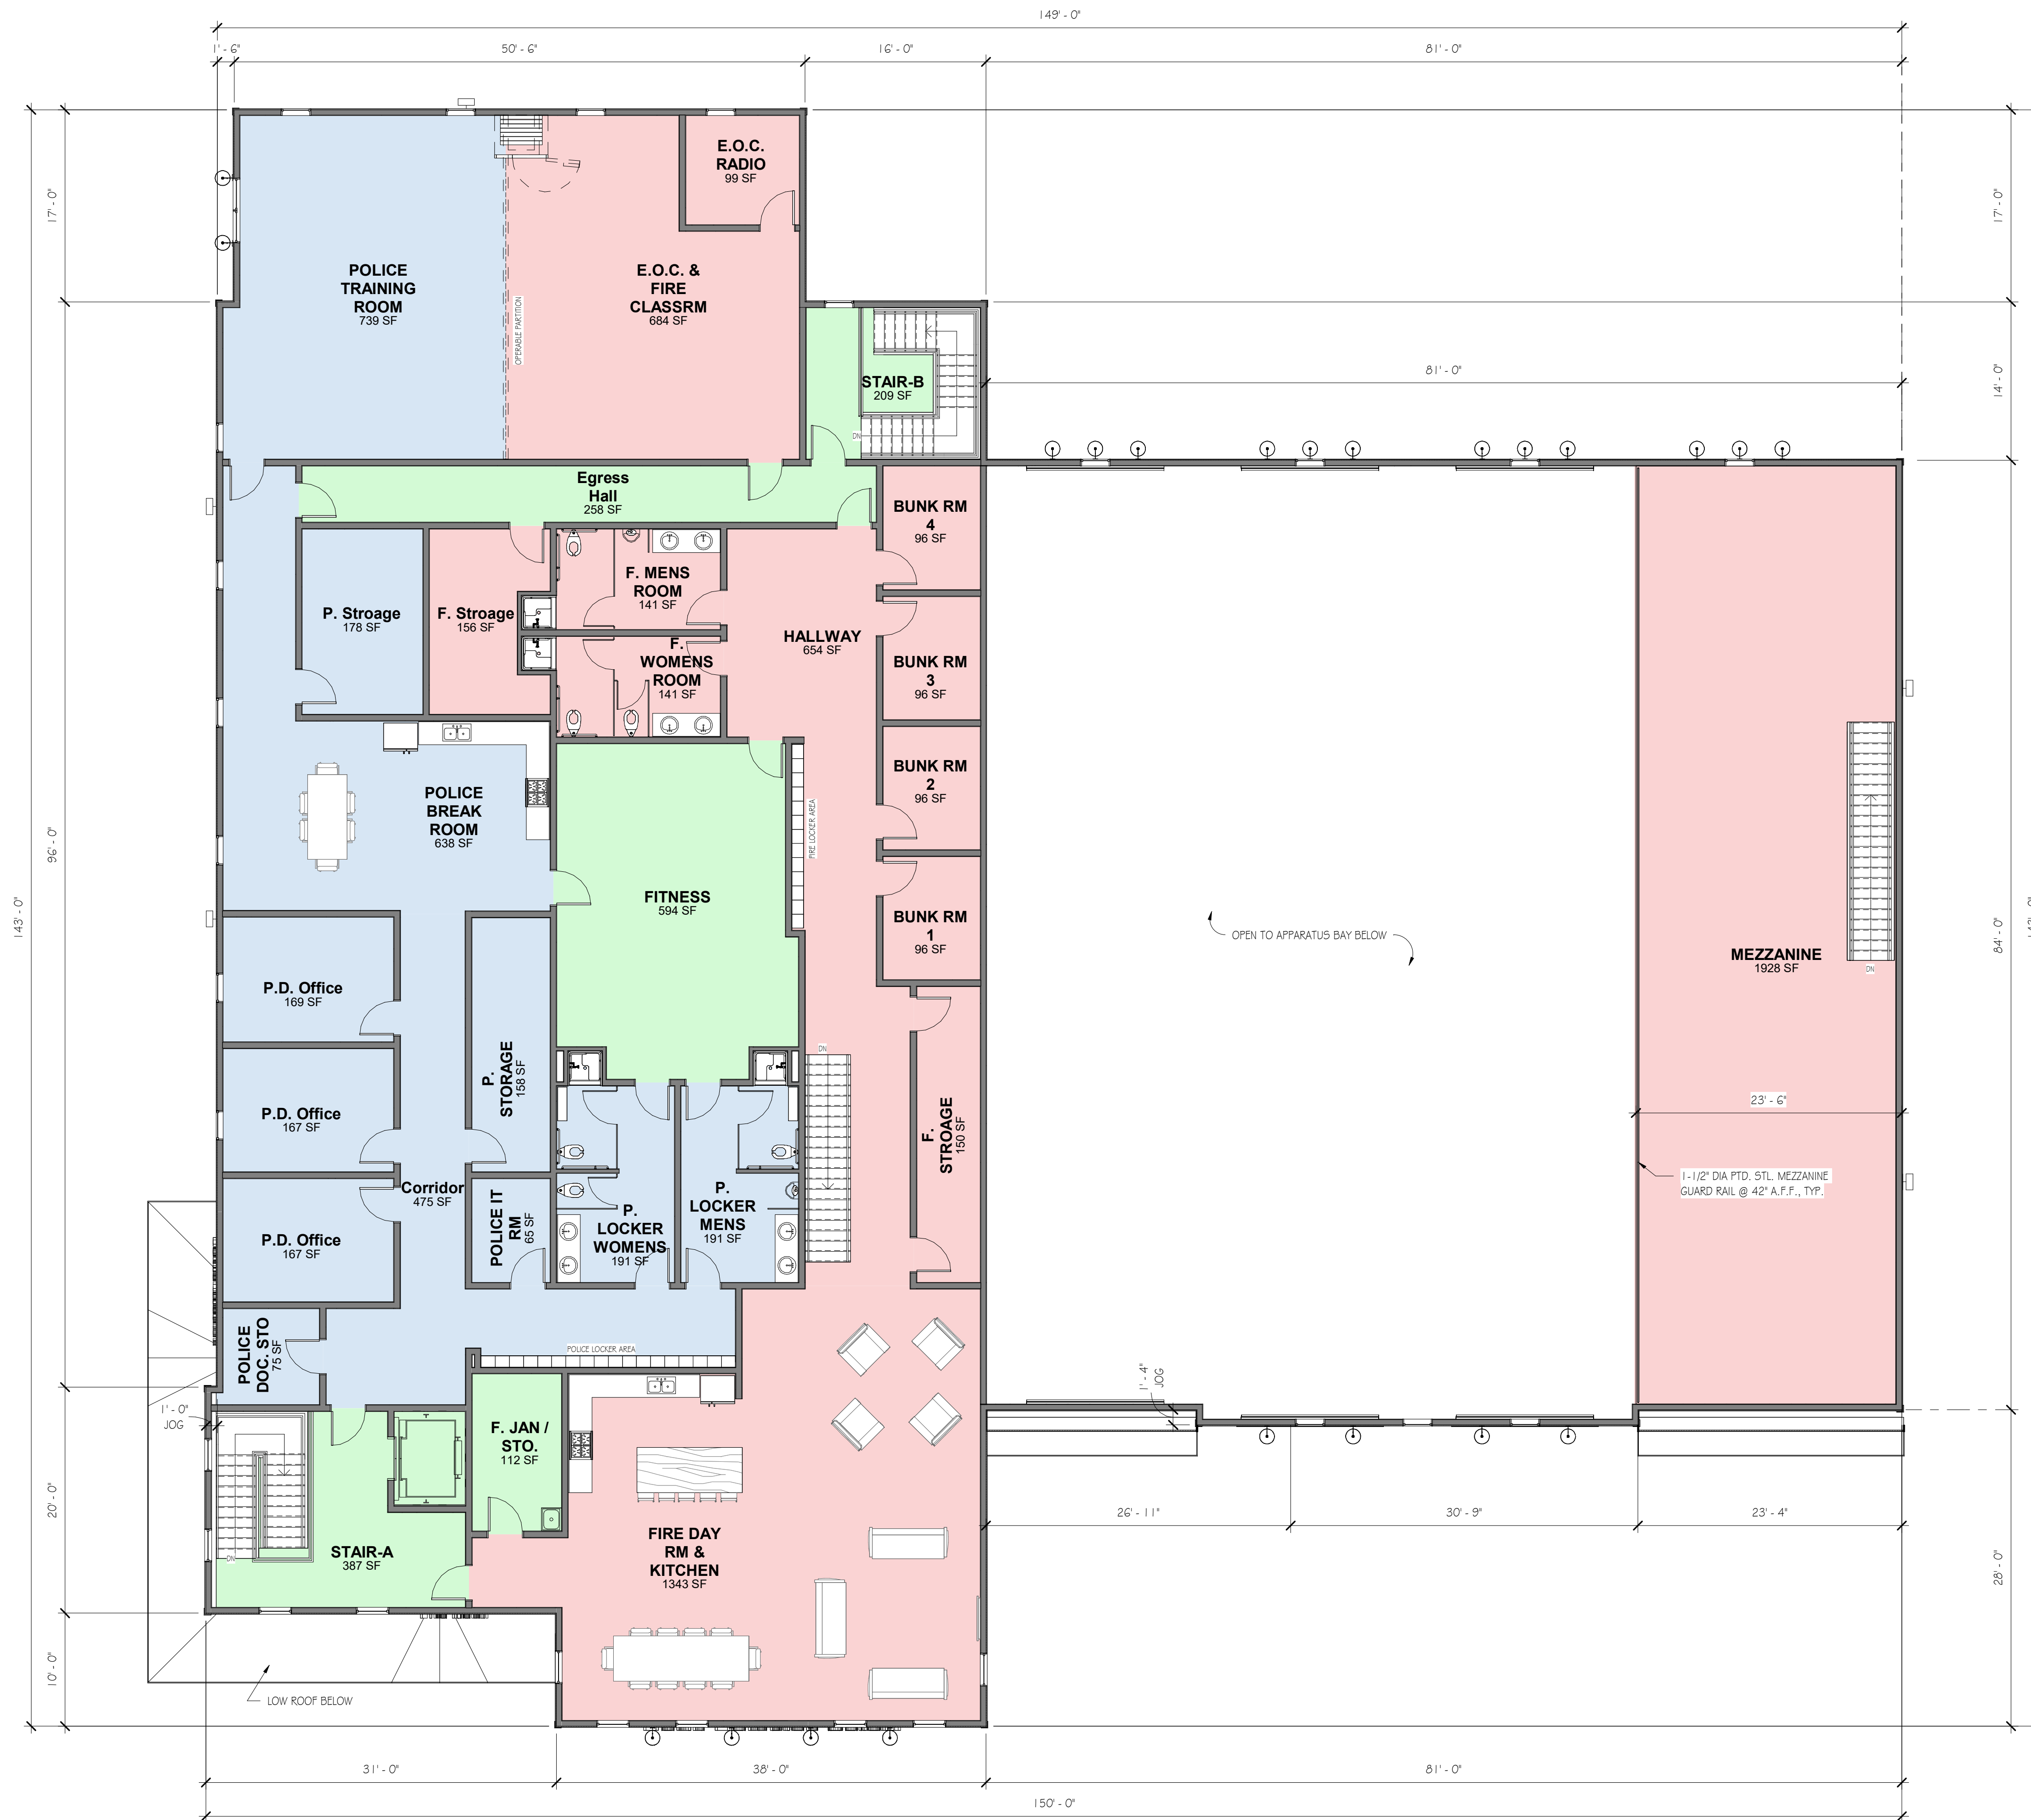 149' - 0"
1' - 6"
50' - 6"
16' - 0"
81' - 0"
E.O.C.
RADIO
99 SF
17' - 0"
17' - 0"
POLICE
TRAINING
ROOM
739 SF
E.O.C. &
FIRE
CLASSRM
684 SF
OPERABLE PARTITION
STAIR-B
209 SF
DN
81' - 0"
14' - 0"
Egress
Hall
258 SF
BUNK RM
4
96 SF
P. Stroage
178 SF
F. Stroage
156 SF
F. MENS
ROOM
141 SF
F.
WOMENS
ROOM
141 SF
HALLWAY
654 SF
BUNK RM
3
96 SF
BUNK RM
2
96 SF
POLICE
BREAK
ROOM
638 SF
FIRE LOCKER AREA
96' - 0"
143' - 0"
FITNESS
594 SF
BUNK RM
1
96 SF
OPEN TO APPARATUS BAY BELOW
MEZZANINE
1928 SF
DN
84' - 0"
P.D. Office
169 SF
P.
STORAGE
158 SF
DN
P.D. Office
167 SF
F.
STROAGE
150 SF
23' - 6"
1-1/2" DIA PTD. STL. MEZZANINE
GUARD RAIL @ 42" A.F.F., TYP.
Corridor
475 SF
POLICE IT
RM
65 SF
P.
LOCKER
WOMENS
191 SF
P.
LOCKER
MENS
191 SF
P.D. Office
167 SF
POLICE
DOC. STO
75 SF
POLICE LOCKER AREA
1' - 4"
JOG
1' - 0"
JOG
F. JAN /
STO.
112 SF
20' - 0"
26' - 11"
30' - 9"
23' - 4"
DN
STAIR-A
387 SF
FIRE DAY
RM &
KITCHEN
1343 SF
28' - 0"
10' - 0"
LOW ROOF BELOW
31' - 0"
38' - 0"
81' - 0"
150' - 0"